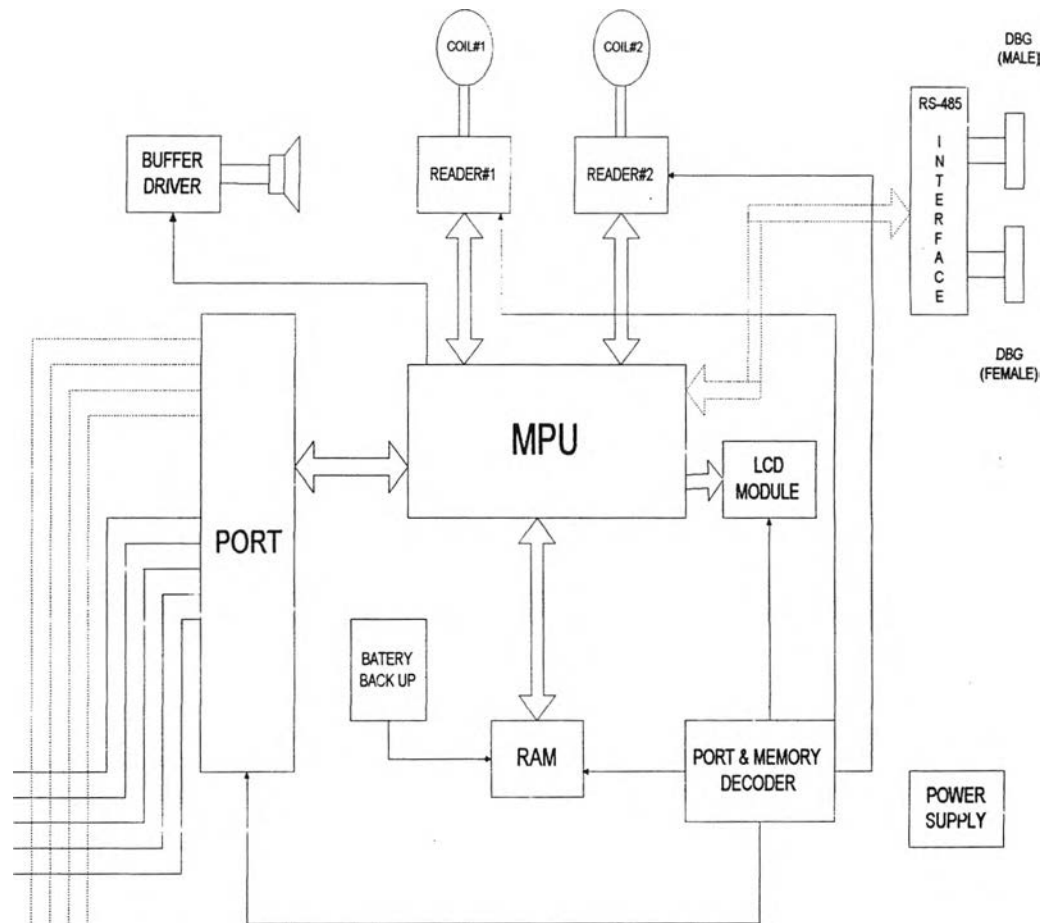 COIL#1
COIL#2
DBG
(MALE)
RS-485
INTERFACE
BUFFER
DRIVER
READER#1
READER#2
DBG
(FEMALE)
MPU
LCD
MODULE
PORT
BATERY
BACK UP
RAM
PORT & MEMORY
DECODER
POWER
SUPPLY